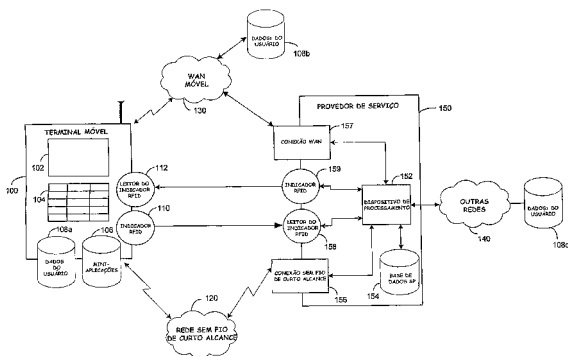 DADOS DO
USUÁRIO
108b
WAN
MÓVEL
130
PROVEDOR DE SERVIÇO
150
TERMINAL MÓVEL
157
CONEXÃO WAN
102
112
159
152
100
LEITOR DO
INDICADOR
RFID
INDICADOR
RFID
DISPOSITIVO DE
PROCESSAMENTO
OUTRAS
REDES
DADOS DO
USUÁRIO
104
110
108a
106
INDICADOR
RFID
LEITOR DO
INDICADOR
RFID
158
140
108c
DADOS
DO
USUÁRIO
MINI-
APLICAÇÕES
120
CONEXÃO SEM FIO
DE CURTO ALCANCE
154
BASE DE
DADOS AP
156
REDE SEM FIO
DE CURTO ALCANCE